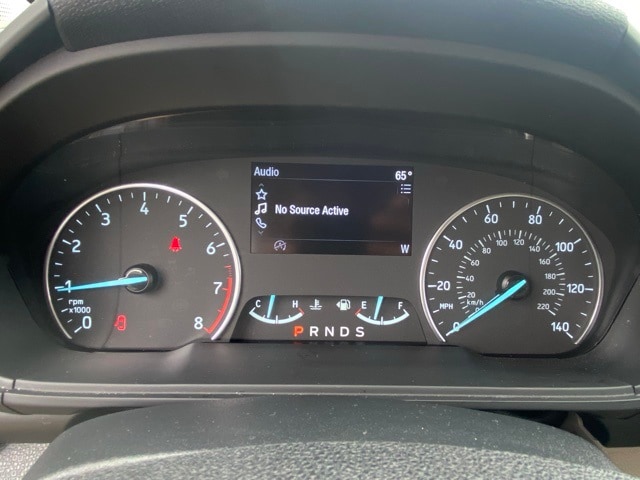 Audio 65°
No Source Active
W
0 1 2 3 4 5 6 7 8
rpm
x1000
C H E F
P R N D S
0 20 40 60 80 100 120 140
MPH
20 40 60 80 100 120 140 160 180 200 220
km/h